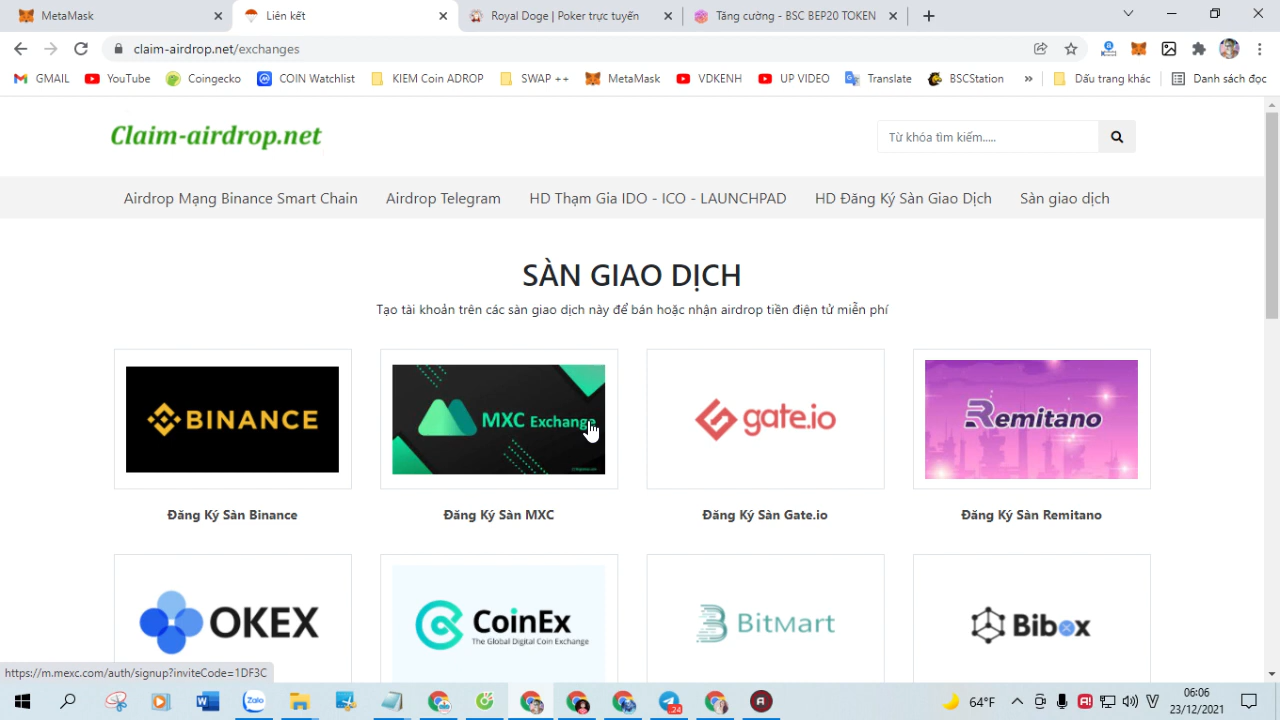 MetaMask
Liên kết
Royal Doge | Poker trực tuyến
Tăng cường - BSC BEP20 TOKEN
claim-airdrop.net/exchanges
GMAIL
YouTube
Coingecko
COIN Watchlist
KIEM Coin ADROP
SWAP ++
MetaMask
VDKENH
UP VIDEO
Translate
BSCStation
»
Dấu trang khác
Danh sách đọc
Claim-airdrop.net
Từ khóa tìm kiếm.....
Airdrop Mạng Binance Smart Chain
Airdrop Telegram
HD Thạm Gia IDO - ICO - LAUNCHPAD
HD Đăng Ký Sàn Giao Dịch
Sàn giao dịch
SÀN GIAO DỊCH
Tạo tài khoản trên các sàn giao dịch này để bán hoặc nhận airdrop tiền điện tử miễn phí
BINANCE
MXC Exchange
gate.io
Remitano
Đăng Ký Sàn Binance
Đăng Ký Sàn MXC
Đăng Ký Sàn Gate.io
Đăng Ký Sàn Remitano
OKEX
CoinEx
The Global Digital Coin Exchange
BitMart
Bibox
https://m.mexc.com/auth/signup?inviteCode=1DF3C
Zalo
24
64°F
06:06
23/12/2021